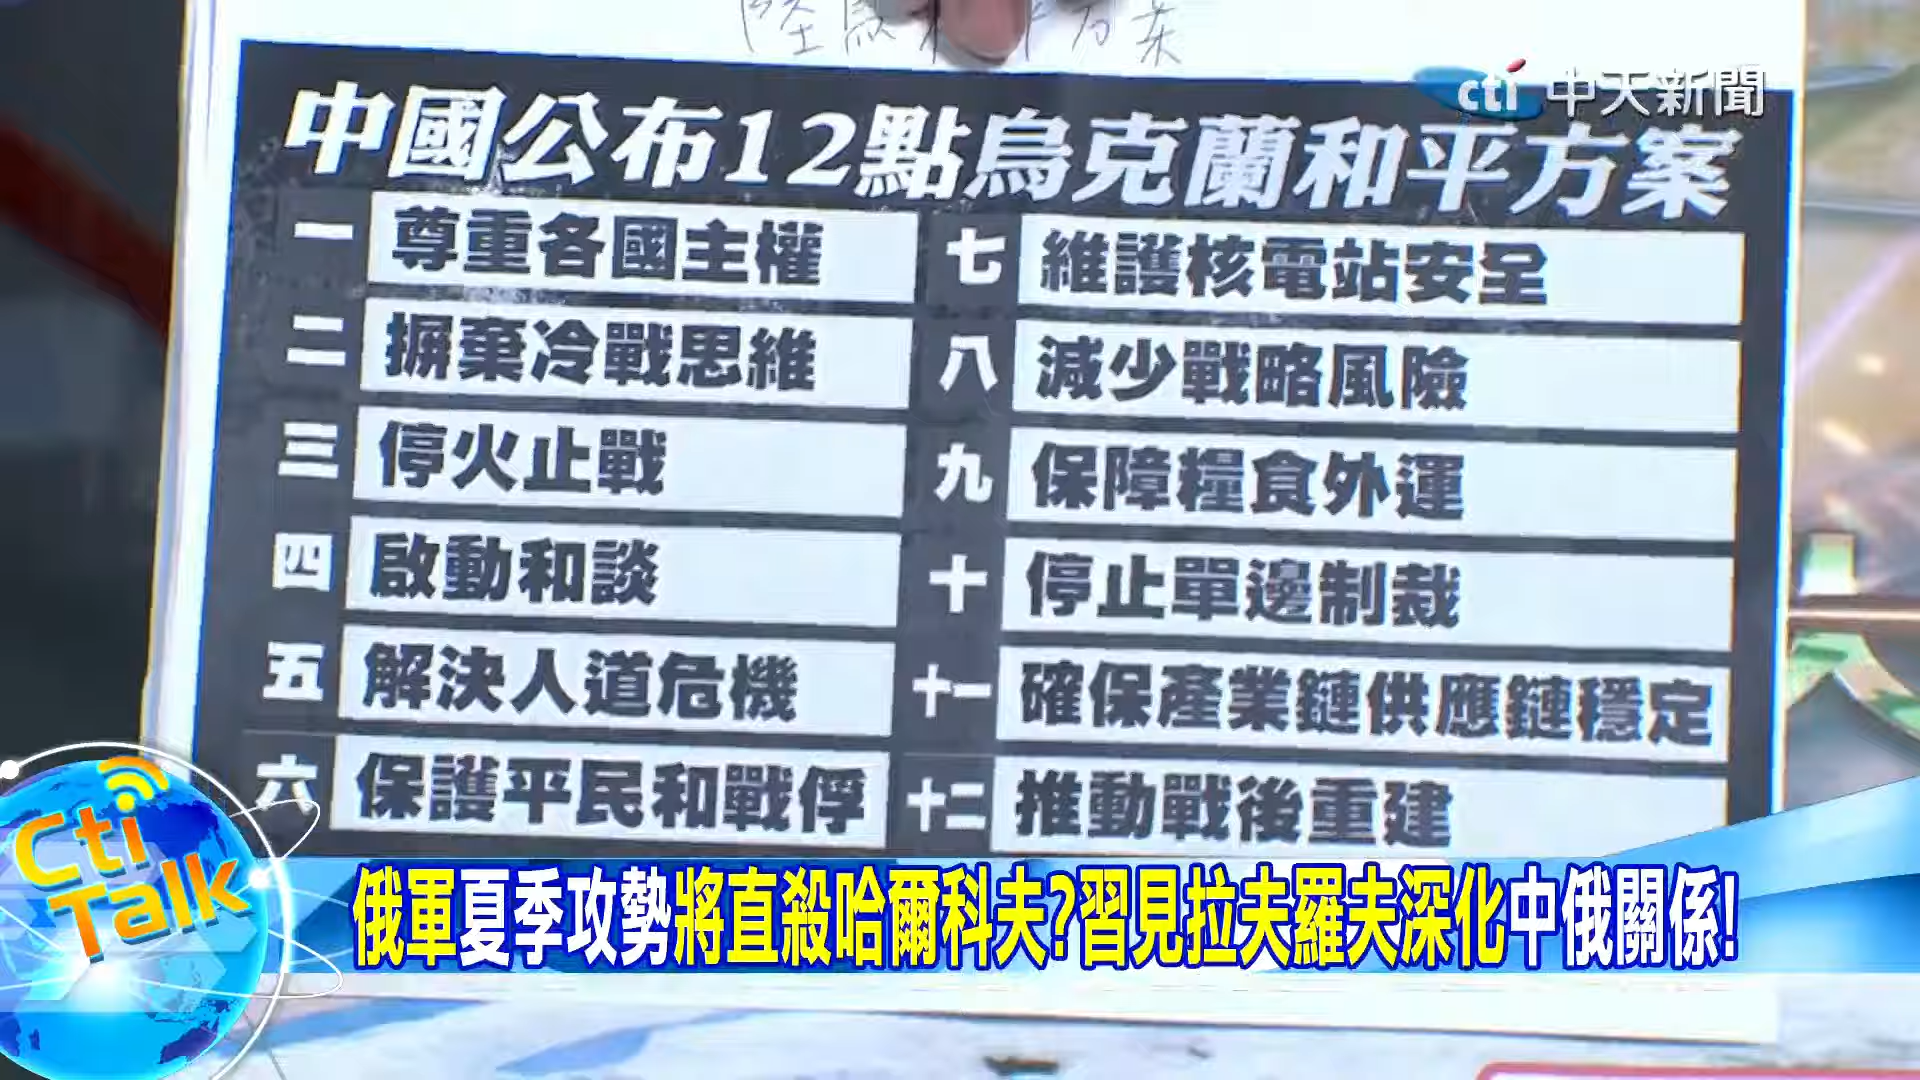 cti 中天新聞
中國公布12點烏克蘭和平方案
一 尊重各國主權
二 摒棄冷戰思維
三 停火止戰
四 啟動和談
五 解決人道危機
六 保護平民和戰俘
七 維護核電站安全
八 減少戰略風險
九 保障糧食外運
十 停止單邊制裁
十一 確保產業鏈供應鏈穩定
十二 推動戰後重建
Cti
Talk
俄軍夏季攻勢將直殺哈爾科夫?習見拉夫羅夫深化中俄關係!